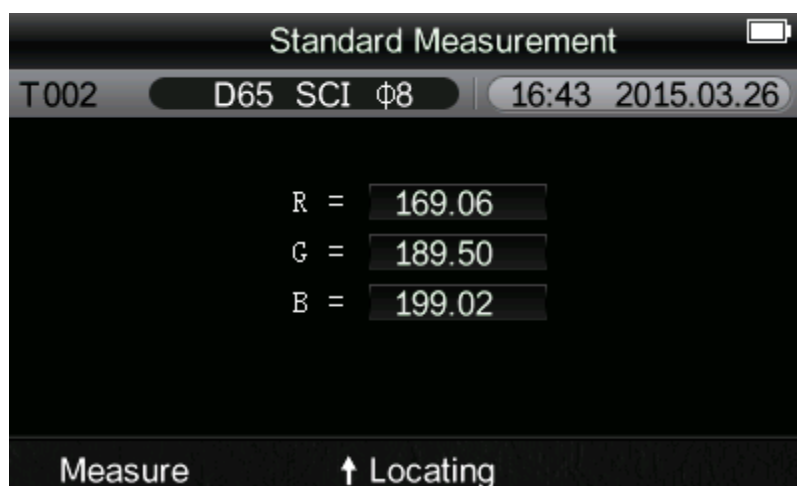 Standard Measurement
T002 D65 SCI Φ8 16:43 2015.03.26
R = 169.06
G = 189.50
B = 199.02
Measure ↑ Locating